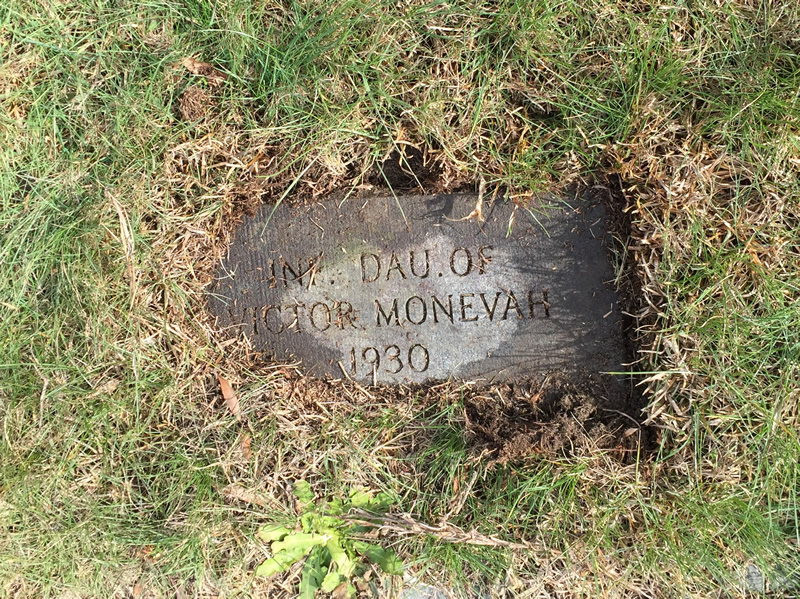 INF. DAU. OF
VICTOR MONEVAH
1930